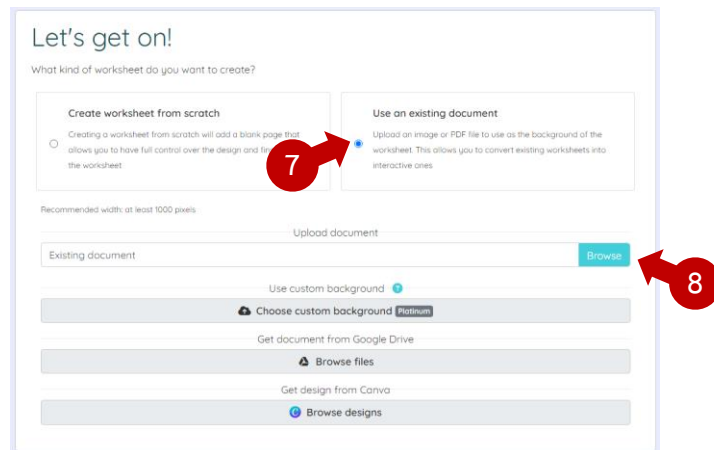 Let's get on!
What kind of worksheet do you want to create?
Create worksheet from scratch
Creating a worksheet from scratch will add a blank page that
allows you to have full control over the design and
the worksheet
Use an existing document
Upload an image or PDF file to use as the background of the
worksheet. This allows you to convert existing worksheets into
interactive ones
7
Recommended width: at least 1000 pixels
Upload document
Existing document
Browse
8
Use custom background ?
Choose custom background Platinum
Get document from Google Drive
Browse files
Get design from Canva
Browse designs